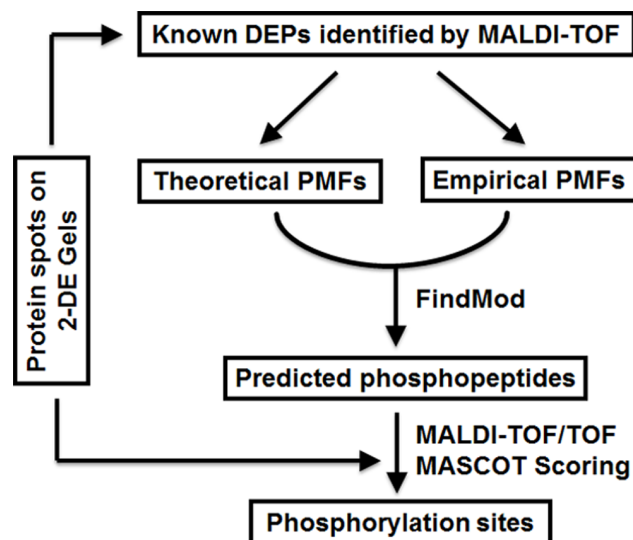 Known DEPs identified by MALDI-TOF
Protein spots on
2-DE Gels
Theoretical PMFs
Empirical PMFs
FindMod
Predicted phosphopeptides
MALDI-TOF/TOF
MASCOT Scoring
Phosphorylation sites